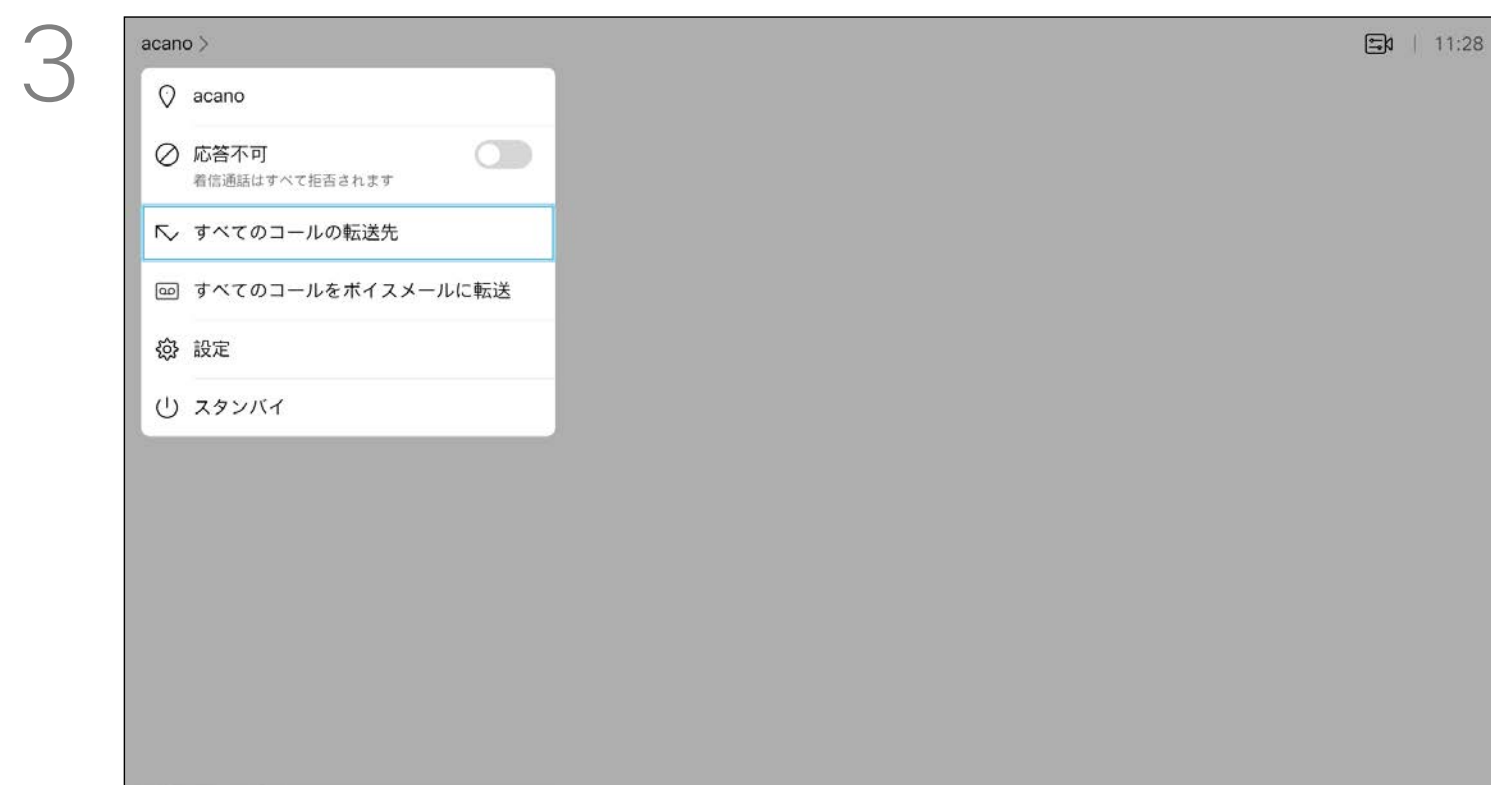 3
acano >
11:28
acano
応答不可
着信通話はすべて拒否されます
すべてのコールの転送先
すべてのコールをボイスメールに転送
設定
スタンバイ